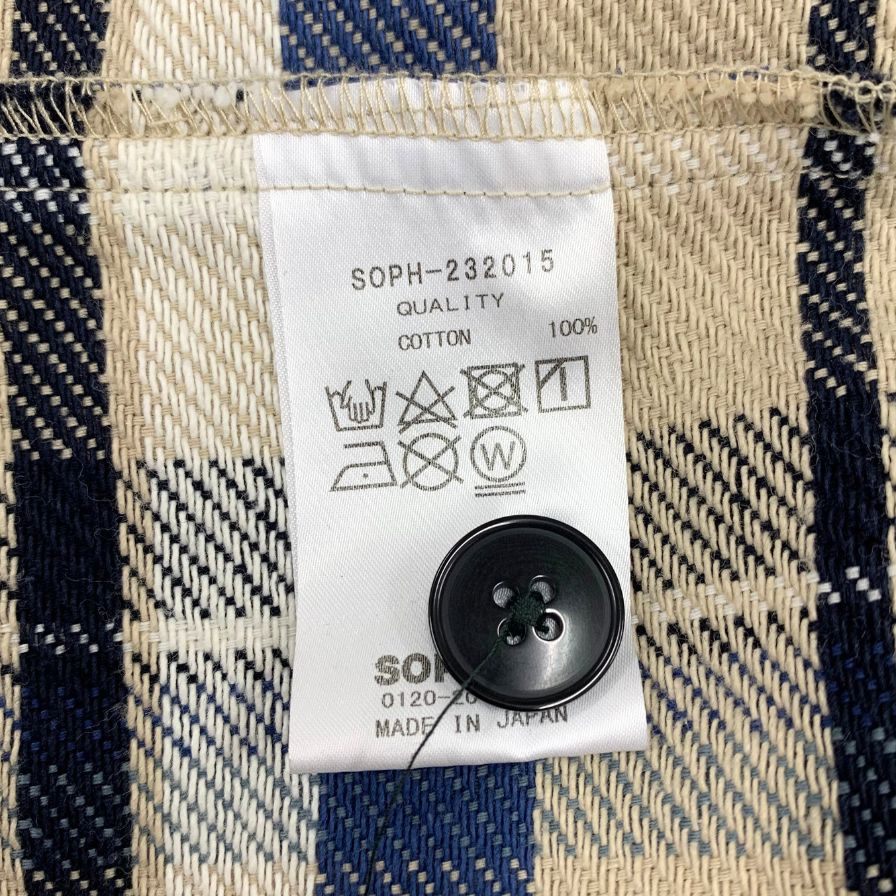 SOPH-232015
QUALITY
COTTON 100%
W
MADE IN JAPAN